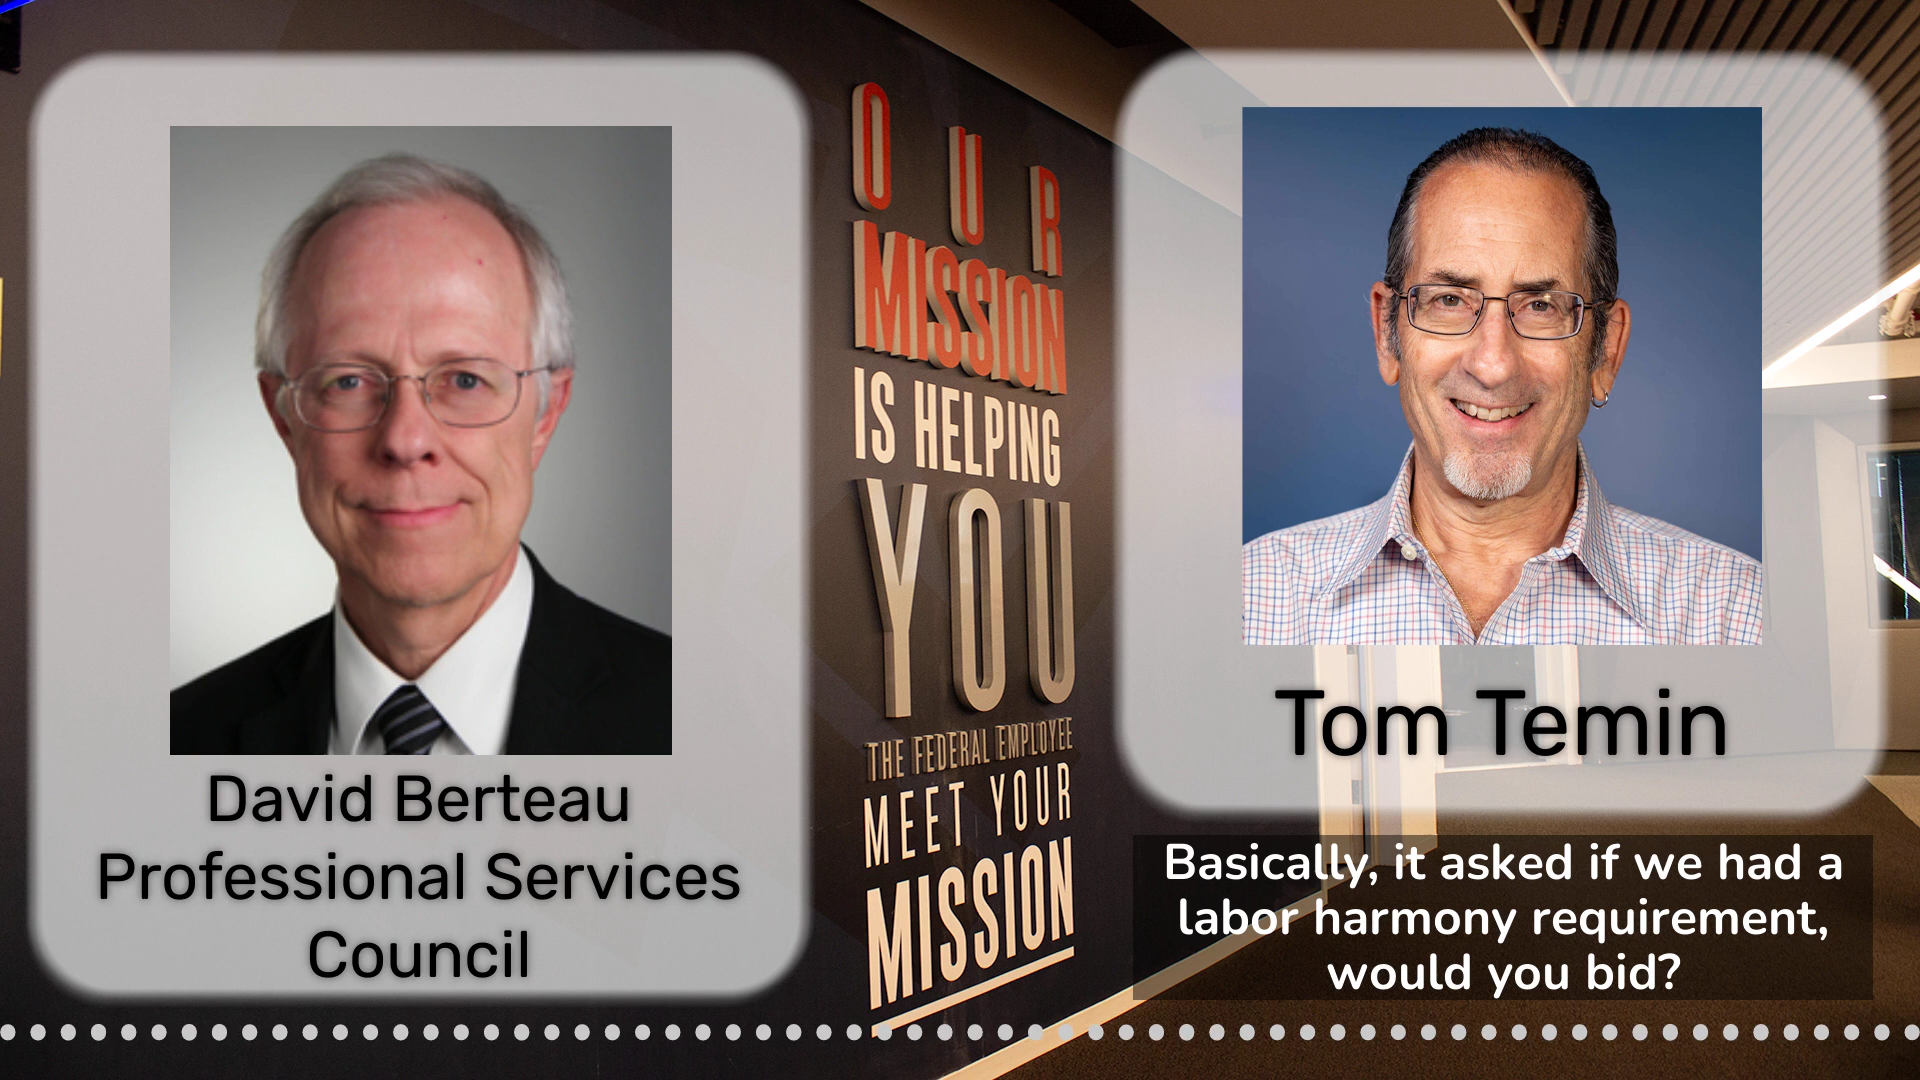 David Berteau
Professional Services
Council
OUR
MISSION
IS HELPING
YOU
THE FEDERAL EMPLOYEE
MEET YOUR
MISSION
Tom Temin
Basically, it asked if we had a
labor harmony requirement,
would you bid?